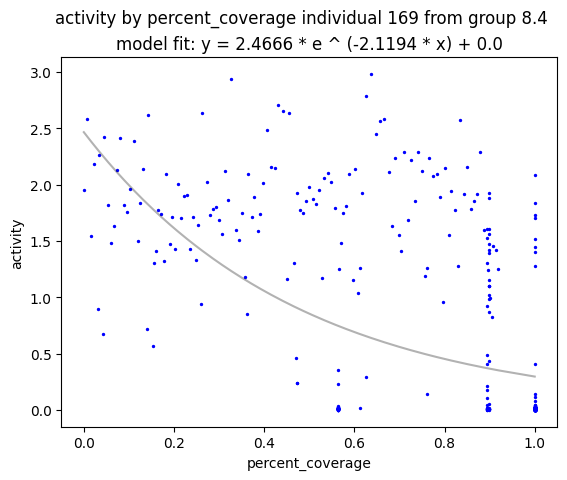 activity by percent_coverage individual 169 from group 8.4
model fit: y = 2.4666 * e ^ (-2.1194 * x) + 0.0
3.0
2.5
2.0
1.5
1.0
0.5
0.0
activity
0.0 0.2 0.4 0.6 0.8 1.0
percent_coverage